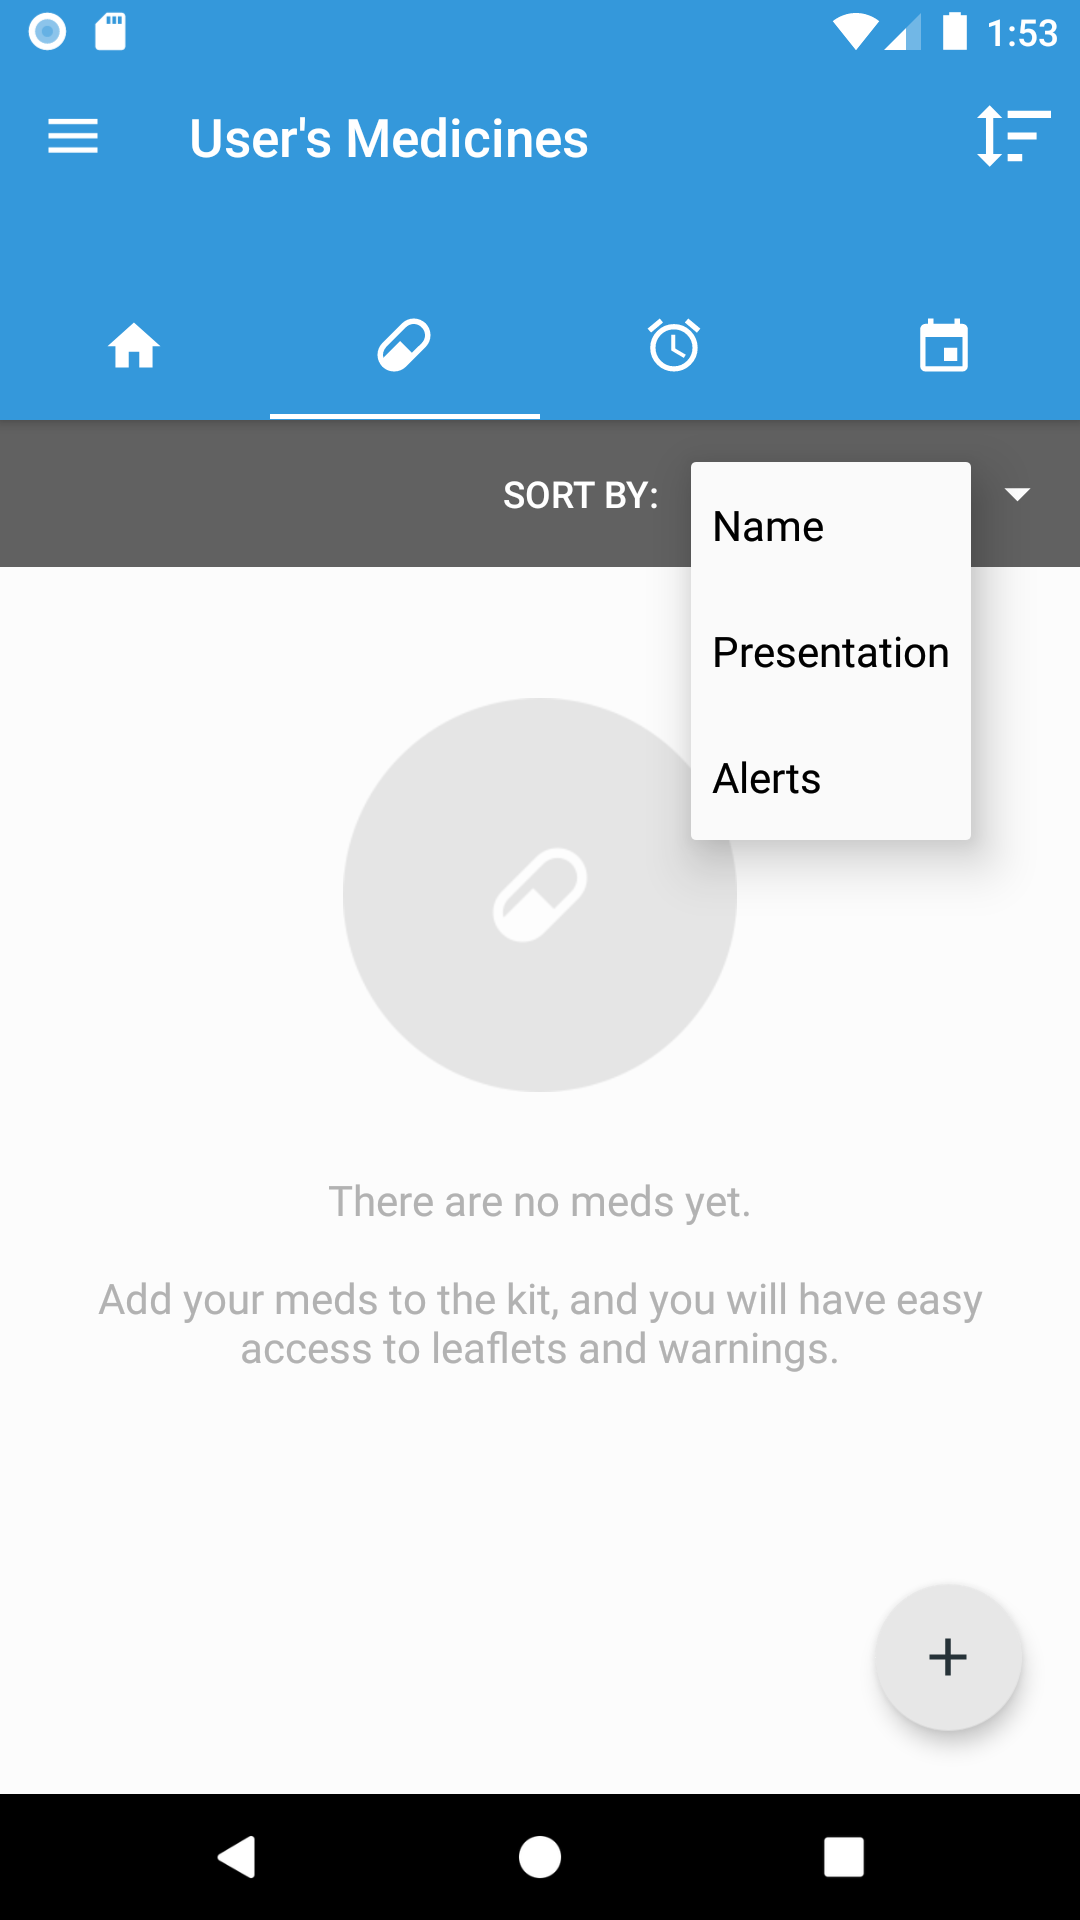 1:53
User's Medicines
SORT BY:
Name
Presentation
Alerts
There are no meds yet.
Add your meds to the kit, and you will have easy
access to leaflets and warnings.